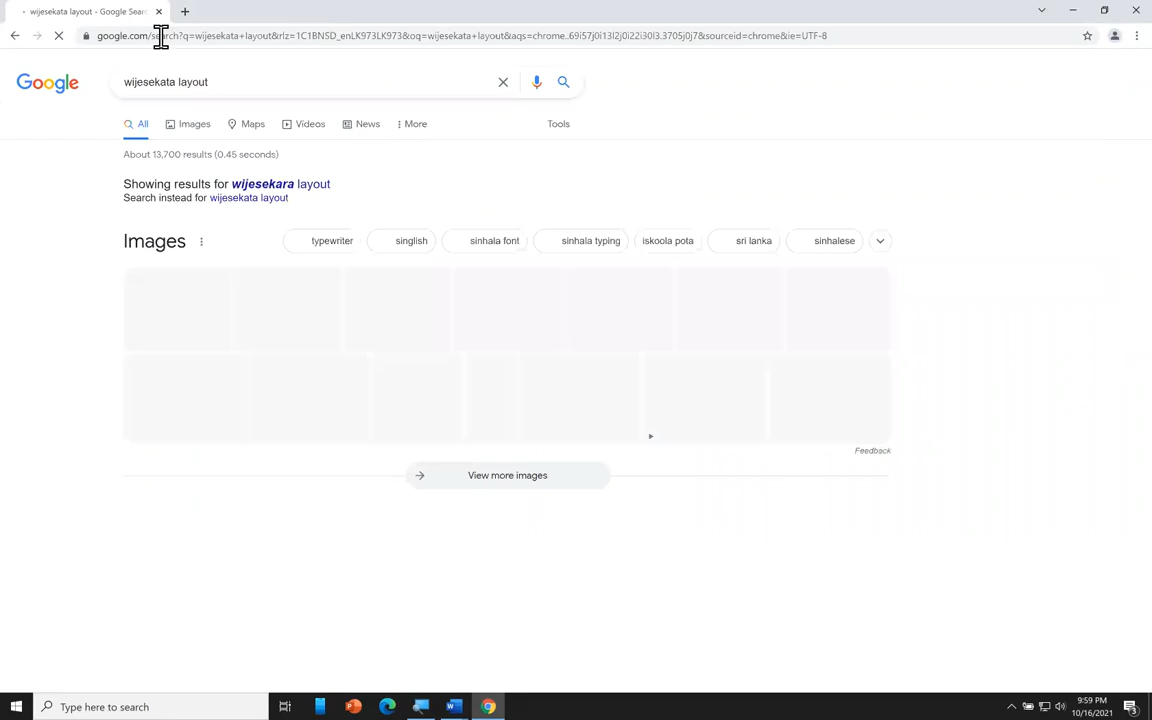 wijesekata layout - Google Sear
google.com/search?q=wijesekata+layout&rlz=1C1BNSD_enLK973LK973&oq=wijesekata+layout&aqs=chrome..69i57j0i13l2j0i22i30l3.3705j0j7&sourceid=chrome&ie=UTF-8
Google
wijesekata layout
All Images Maps Videos News More Tools
About 13,700 results (0.45 seconds)
Showing results for wijesekara layout
Search instead for wijesekata layout
Images
typewriter singlish sinhala font sinhala typing iskoola pota sri lanka sinhalese
Feedback
View more images
Type here to search
9:59 PM
10/16/2021
3